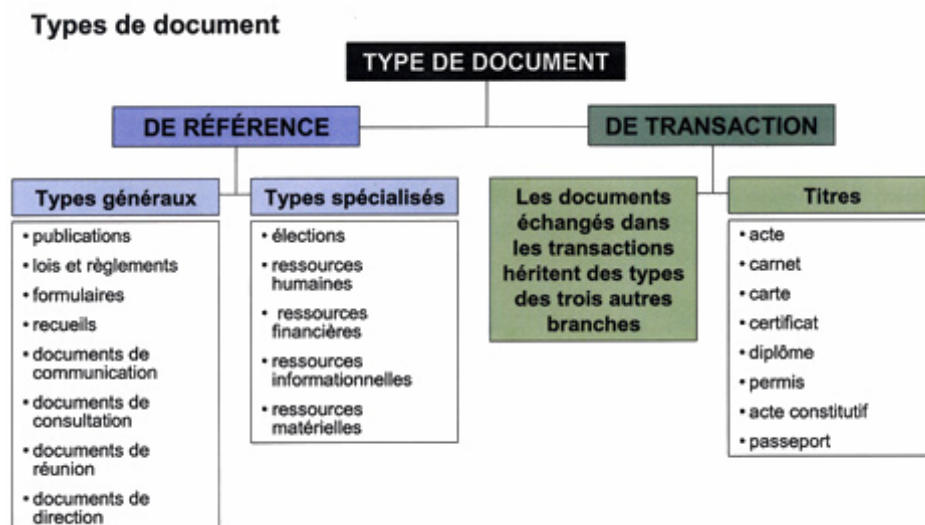 Types de document
TYPE DE DOCUMENT
DE RÉFÉRENCE
DE TRANSACTION
Types généraux
• publications
• lois et règlements
• formulaires
• recueils
• documents de
communication
• documents de
consultation
• documents de
réunion
• documents de
direction
Types spécialisés
• élections
• ressources
humaines
• ressources
financières
• ressources
informationnelles
• ressources
matérielles
Les documents
échangés dans
les transactions
héritent des types
des trois autres
branches
Titres
• acte
• carnet
• carte
• certificat
• diplôme
• permis
• acte constitutif
• passeport